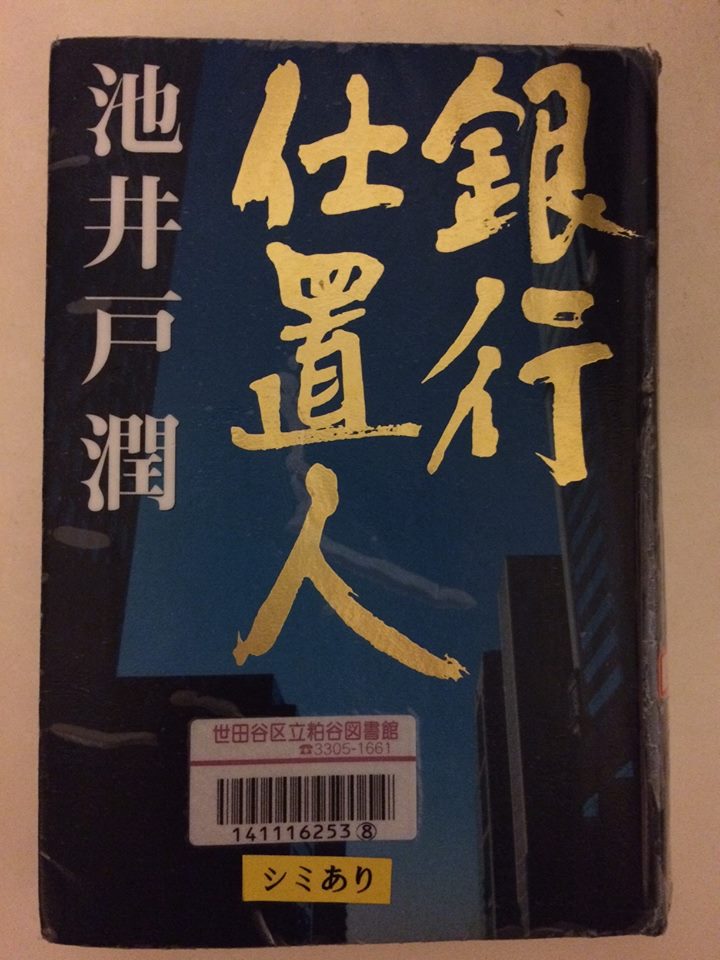 銀行
仕置人
池井戸潤
世田谷区立粕谷図書館
☎3305-1661
141116253⑧
シミあり